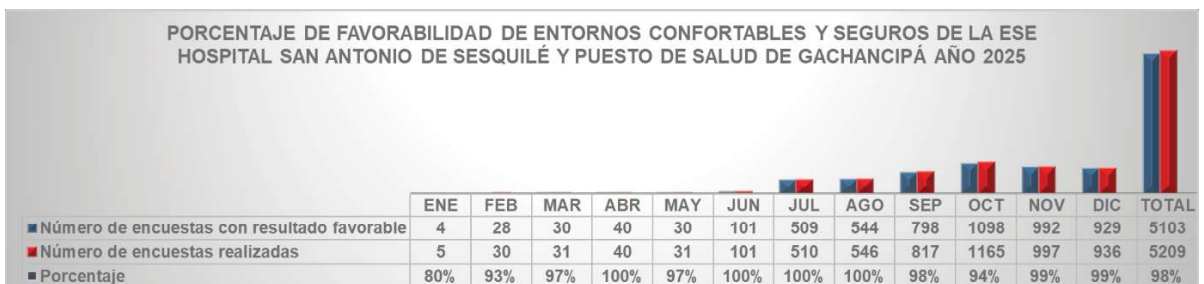 PORCENTAJE DE FAVORABILIDAD DE ENTORNOS CONFORTABLES Y SEGUROS DE LA ESE
HOSPITAL SAN ANTONIO DE SESQUILÉ Y PUESTO DE SALUD DE GACHANCIPÁ AÑO 2025
ENE FEB MAR ABR MAY JUN JUL AGO SEP OCT NOV DIC TOTAL
Número de encuestas con resultado favorable 4 28 30 40 30 101 509 544 798 1098 992 929 5103
Número de encuestas realizadas 5 30 31 40 31 101 510 546 817 1165 997 936 5209
Porcentaje 80% 93% 97% 100% 97% 100% 100% 100% 98% 94% 99% 99% 98%